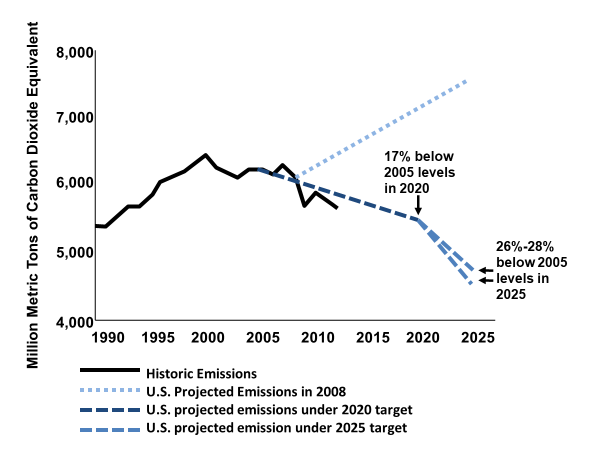 Million Metric Tons of Carbon Dioxide Equivalent
8,000
7,000
6,000
5,000
4,000
17% below
2005 levels
in 2020
26%-28%
below 2005
levels in
2025
1990 1995 2000 2005 2010 2015 2020 2025
Historic Emissions
U.S. Projected Emissions in 2008
U.S. projected emissions under 2020 target
U.S. projected emission under 2025 target